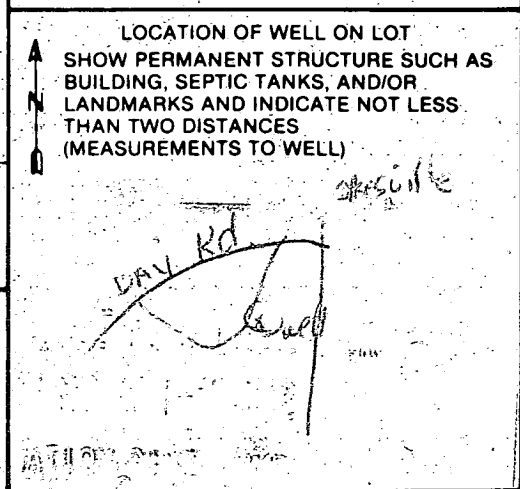 LOCATION OF WELL ON LOT
SHOW PERMANENT STRUCTURE SUCH AS
BUILDING, SEPTIC TANKS, AND/OR
N LANDMARKS AND INDICATE NOT LESS
THAN TWO DISTANCES
(MEASUREMENTS TO WELL)
DAY Rd
well